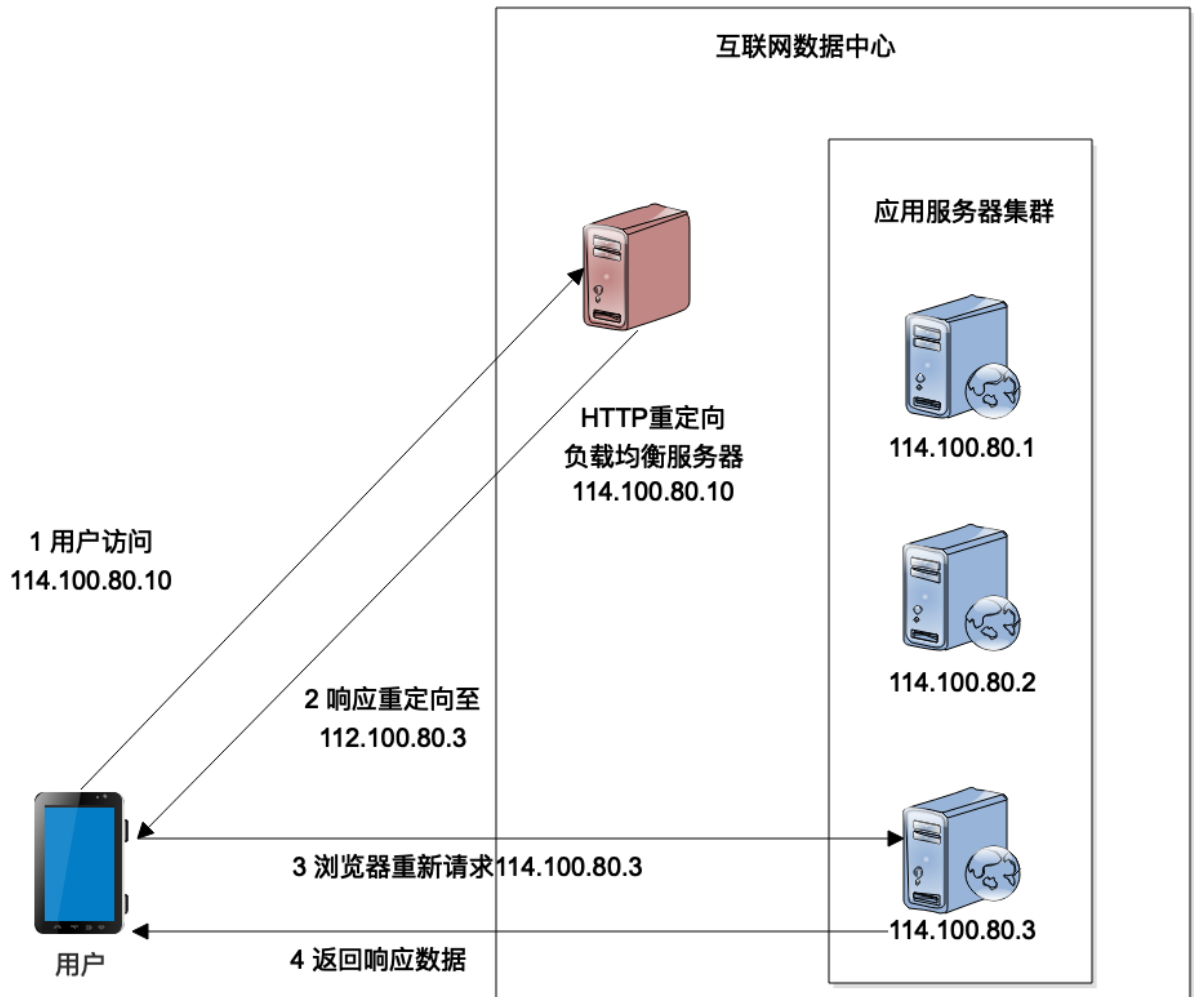 互联网数据中心
应用服务器集群
114.100.80.1
HTTP重定向
负载均衡服务器
114.100.80.10
1 用户访问
114.100.80.10
114.100.80.2
2 响应重定向至
112.100.80.3
3 浏览器重新请求114.100.80.3
114.100.80.3
4 返回响应数据
用户